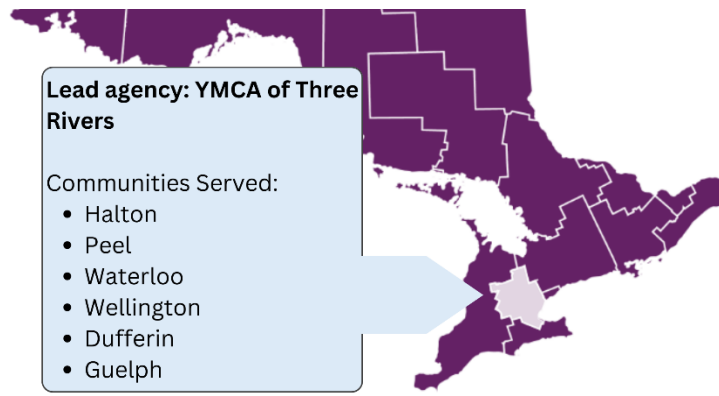 Lead agency: YMCA of Three
Rivers
Communities Served:
• Halton
• Peel
• Waterloo
• Wellington
• Dufferin
• Guelph